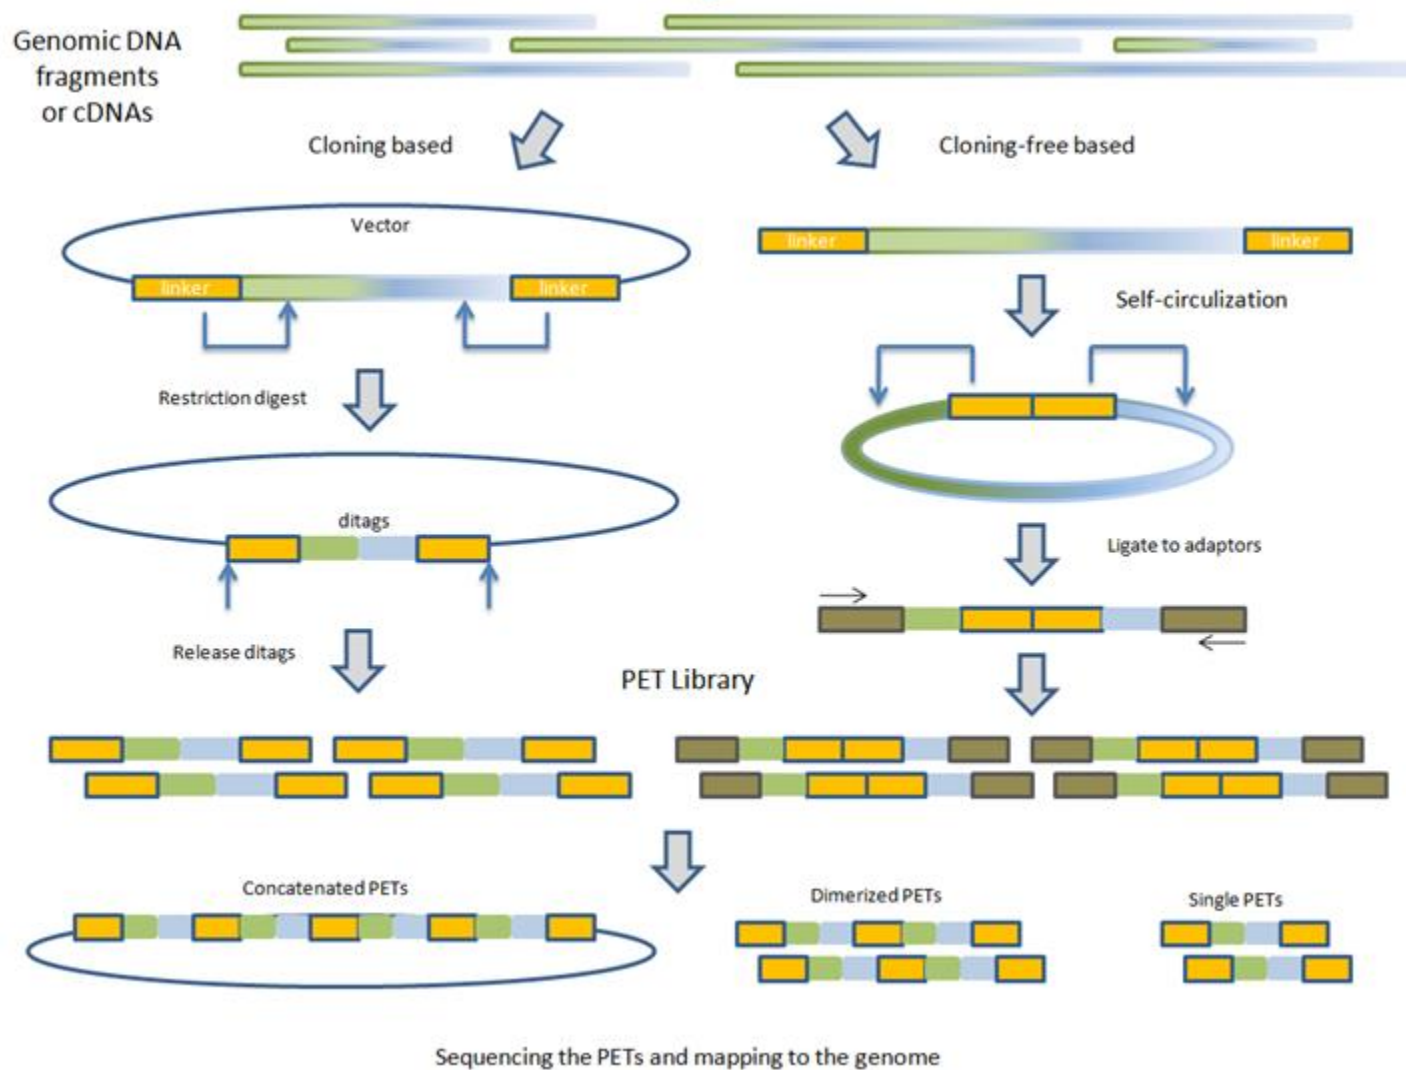 Genomic DNA
fragments
or cDNAs
Cloning based
Cloning-free based
Vector
linker
linker
linker
linker
Self-circulization
Restriction digest
ditags
Ligate to adaptors
Release ditags
PET Library
Concatenated PETs
Dimerized PETs
Single PETs
Sequencing the PETs and mapping to the genome